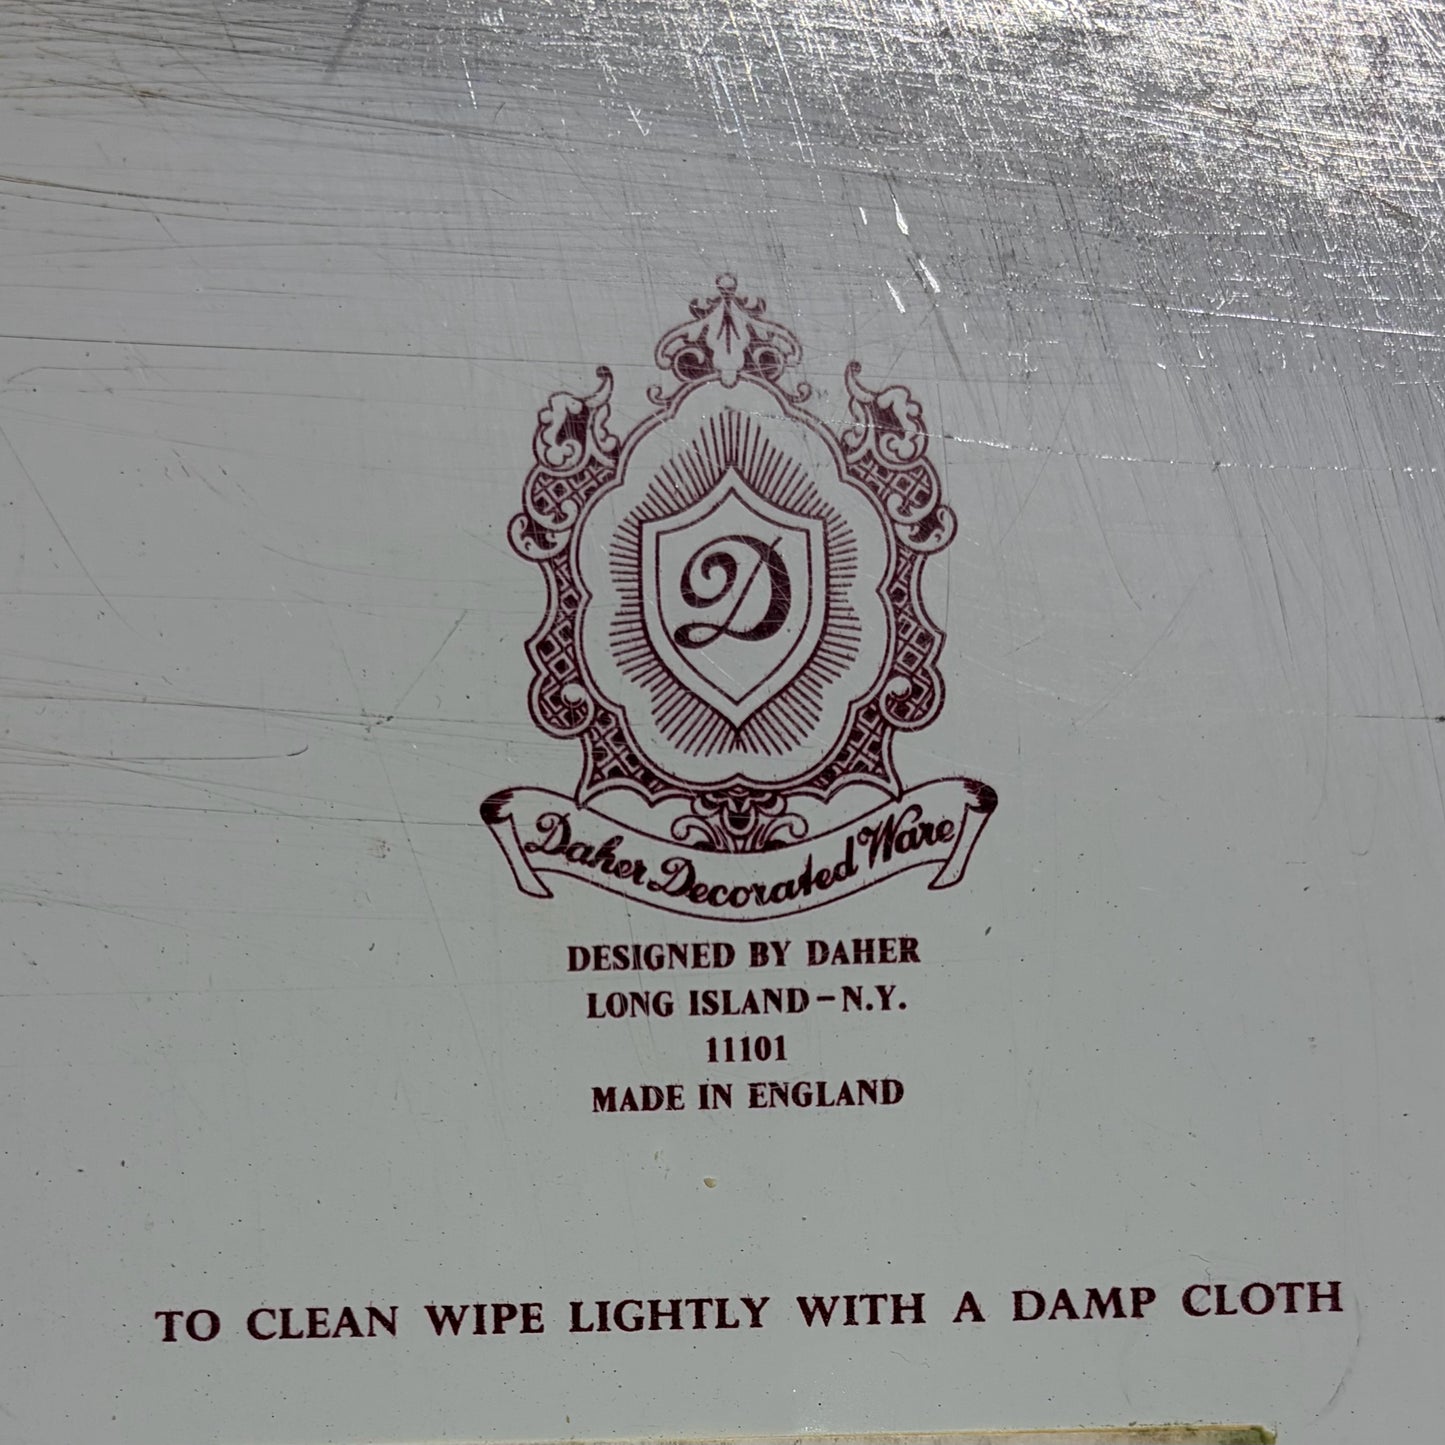 D
Daher Decorated Ware
DESIGNED BY DAHER
LONG ISLAND – N.Y.
11101
MADE IN ENGLAND
TO CLEAN WIPE LIGHTLY WITH A DAMP CLOTH